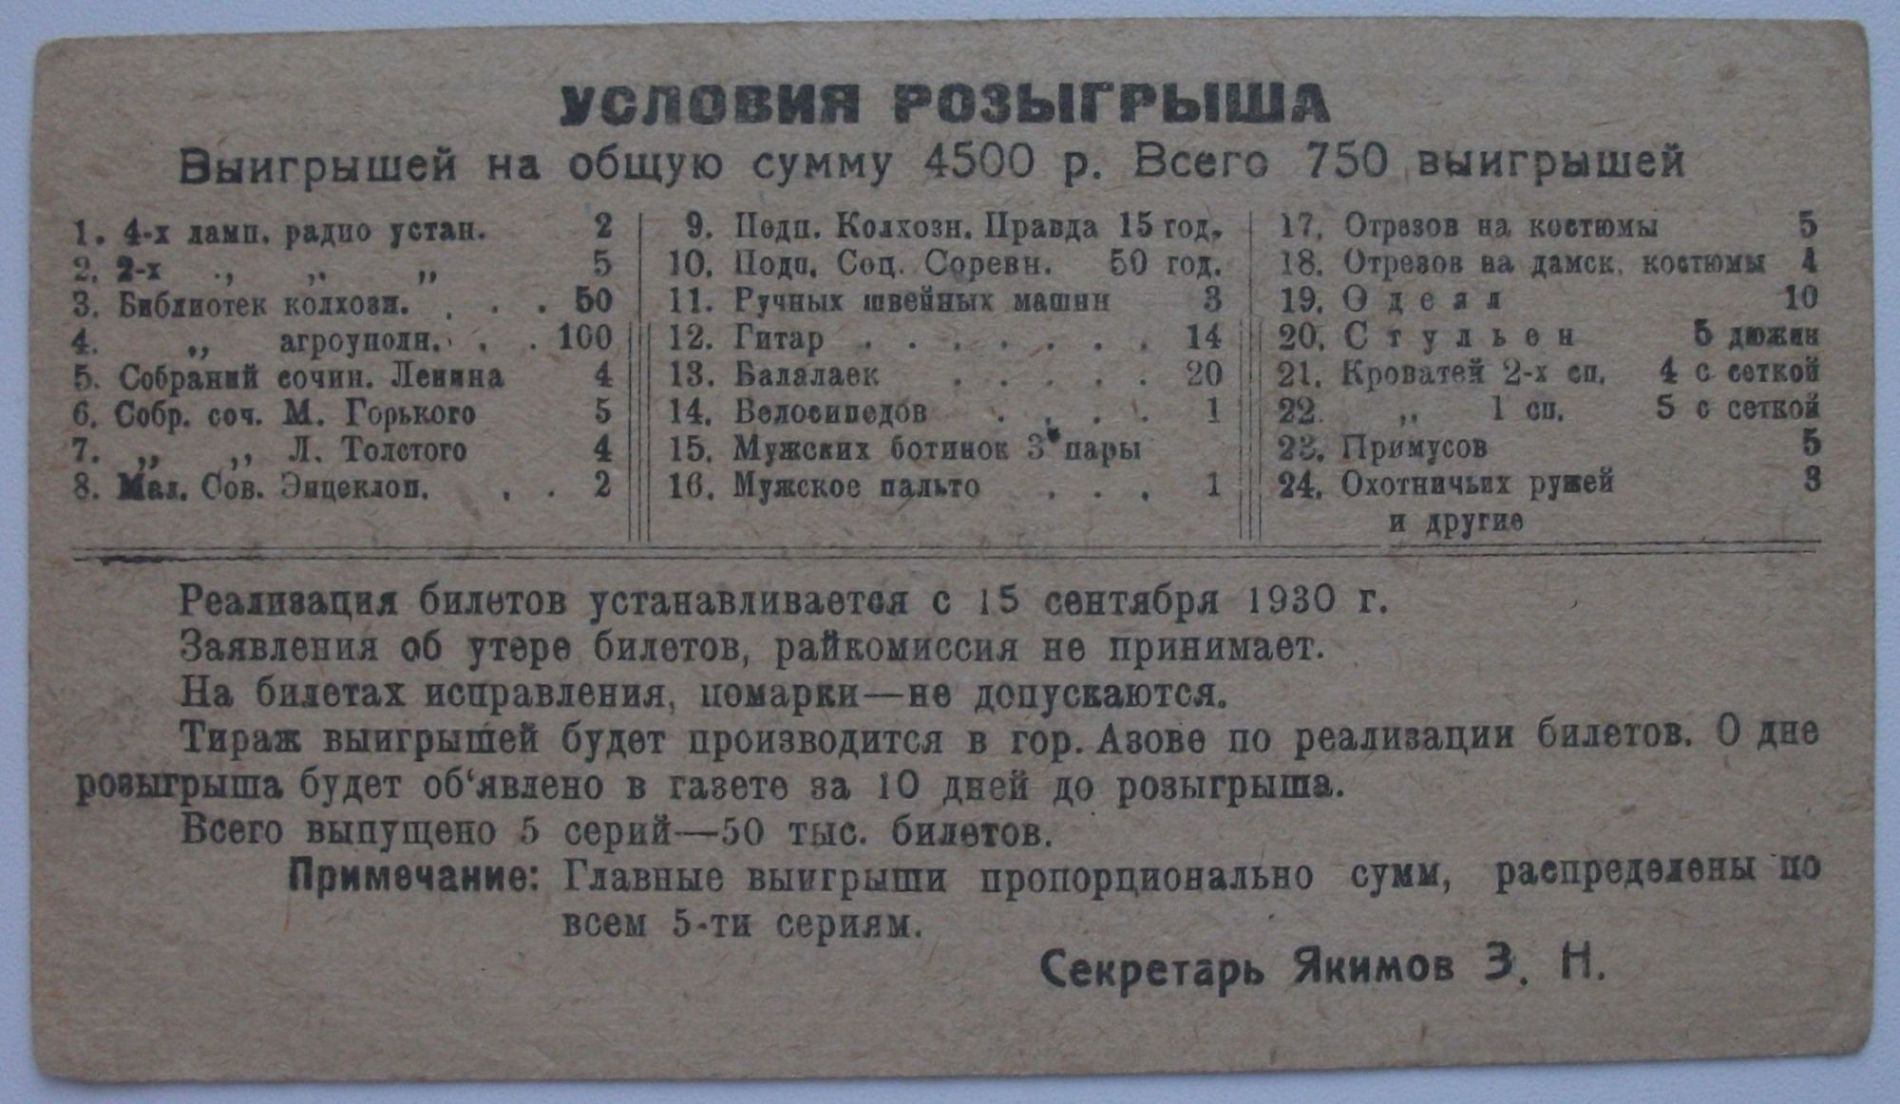 УСЛОВИЯ РОЗЫГРЫША
Выигрышей на общую сумму 4500 р. Всего 750 выигрышей
1. 4-х ламп. радио устан. 2
2. 2-х „ „ „ 5
3. Библиотек колхозн. . . . 50
4. „ агроуполн. . . 100
5. Собраний сочин. Ленина 4
6. Собр. соч. М. Горького 5
7. „ „ Л. Толстого 4
8. Мал. Сов. Энцеклоп. . . 2
9. Подп. Колхозн. Правда 15 год.
10. Подп. Соц. Соревн. 50 год.
11. Ручных швейных машин 3
12. Гитар . . . . . . . 14
13. Балалаек . . . . . 20
14. Велосипедов . . . . 1
15. Мужских ботинок 3 пары
16. Мужское пальто . . . 1
17. Отрезов на костюмы 5
18. Отрезов на дамск. костюмы 4
19. Одеял 10
20. Стульен 5 дюжин
21. Кроватей 2-х сп. 4 с сеткой
22. „ 1 сп. 5 с сеткой
23. Примусов 5
24. Охотничьих ружей 3
и другие
Реализация билетов устанавливается с 15 сентября 1930 г.
Заявления об утере билетов, райкомиссия не принимает.
На билетах исправления, помарки—не допускаются.
Тираж выигрышей будет производится в гор. Азове по реализации билетов. О дне
розыгрыша будет об‘явлено в газете за 10 дней до розыгрыша.
Всего выпущено 5 серий—50 тыс. билетов.
Примечание: Главные выигрыши пропорционально сумм, распределены по
всем 5-ти сериям.
Секретарь Якимов З. Н.